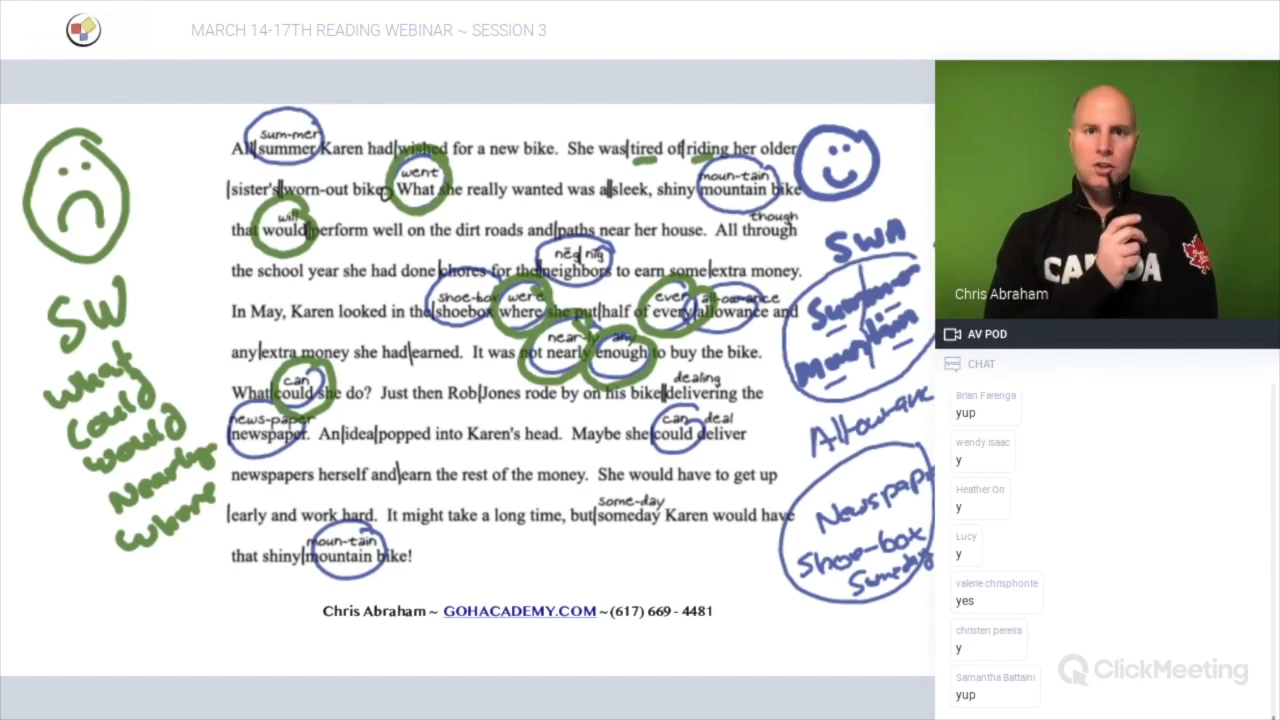 MARCH 14-17TH READING WEBINAR ~ SESSION 3
sum-mer
All summer Karen had wished for a new bike. She was tired of riding her older
went moun-tain
sister's worn-out bike. What she really wanted was a sleek, shiny mountain bike
will though
that would perform well on the dirt roads and paths near her house. All through
nēg nīg
the school year she had done chores for the neighbors to earn some extra money.
shoe-box were ever all-ow-ance
In May, Karen looked in the shoebox where she put half of every allowance and
near-ly any
any extra money she had earned. It was not nearly enough to buy the bike.
can dealing
What could she do? Just then Rob Jones rode by on his bike delivering the
news-paper can deal
newspaper. An idea popped into Karen's head. Maybe she could deliver
newspapers herself and earn the rest of the money. She would have to get up
some-day
early and work hard. It might take a long time, but someday Karen would have
moun-tain
that shiny mountain bike!
Chris Abraham ~ GOHACADEMY.COM ~ (617) 669 - 4481
SW
what
could
would
Nearly
where
SWA
Summer
Newspap
Shoe-box
Someday
CANADA
Chris Abraham
AV POD
CHAT
Brian Farenga
yup
wendy isaac
y
Heather Orr
y
Lucy
y
valerie chrisphonte
yes
christen pereira
y
Samantha Battaini
yup
ClickMeeting